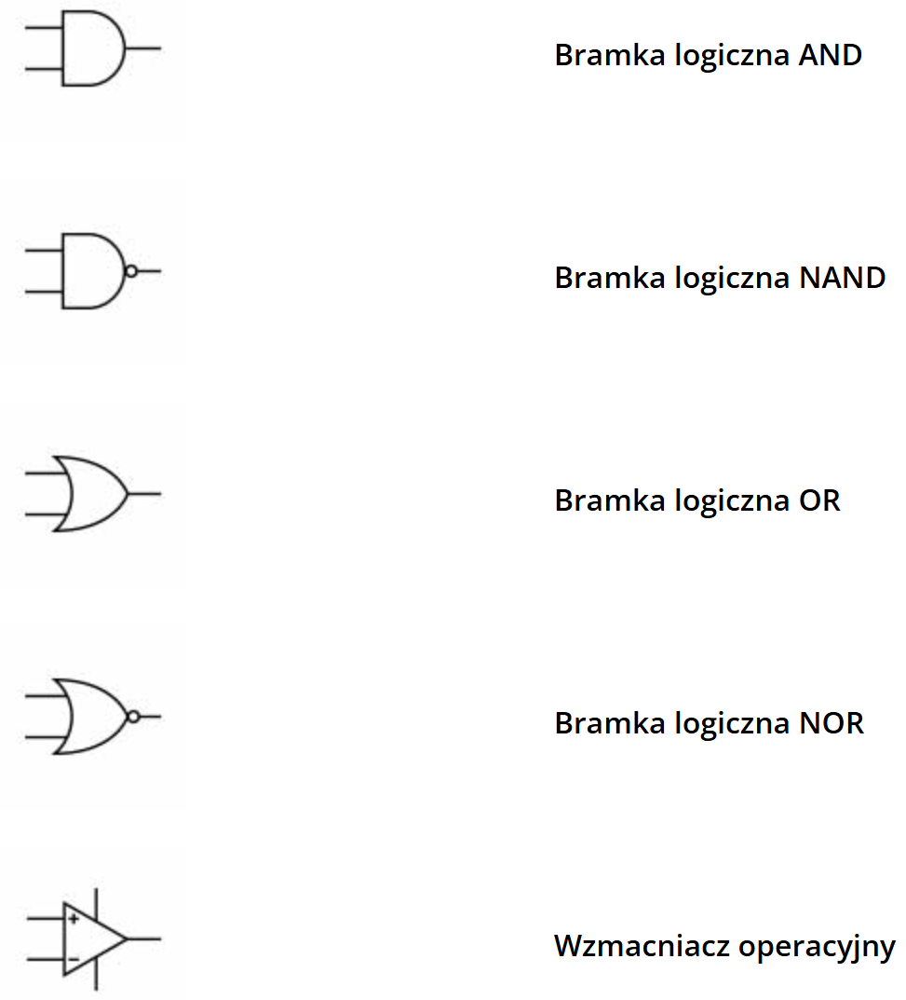 Bramka logiczna AND
Bramka logiczna NAND
Bramka logiczna OR
Bramka logiczna NOR
+
−
Wzmacniacz operacyjny